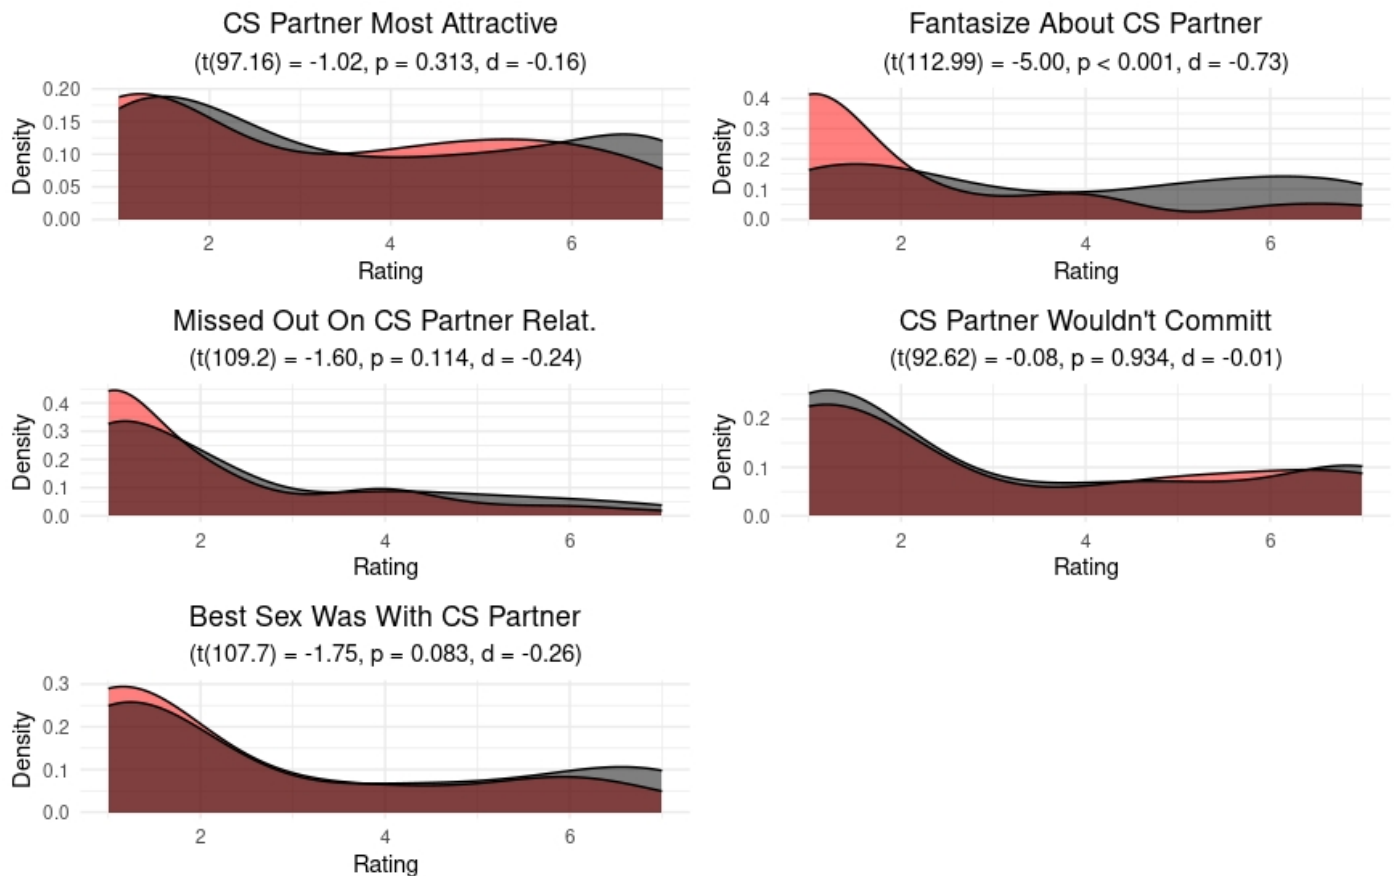 CS Partner Most Attractive
(t(97.16) = -1.02, p = 0.313, d = -0.16)
0.20
0.15
0.10
0.05
0.00
Density
2 4 6
Rating
Fantasize About CS Partner
(t(112.99) = -5.00, p < 0.001, d = -0.73)
0.4
0.3
0.2
0.1
0.0
Density
2 4 6
Rating
Missed Out On CS Partner Relat.
(t(109.2) = -1.60, p = 0.114, d = -0.24)
0.4
0.3
0.2
0.1
0.0
Density
2 4 6
Rating
CS Partner Wouldn't Committ
(t(92.62) = -0.08, p = 0.934, d = -0.01)
0.2
0.1
0.0
Density
2 4 6
Rating
Best Sex Was With CS Partner
(t(107.7) = -1.75, p = 0.083, d = -0.26)
0.3
0.2
0.1
0.0
Density
2 4 6
Rating